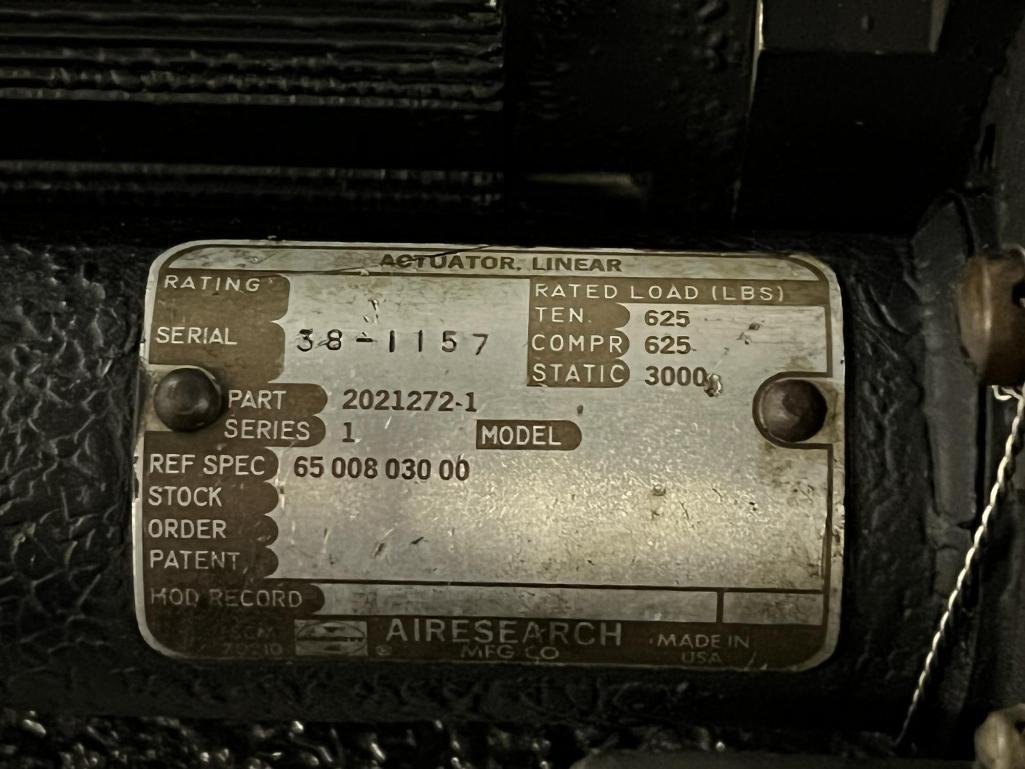 ACTUATOR, LINEAR
RATING
RATED LOAD (LBS)
TEN. 625
SERIAL 38-1157
COMPR 625
STATIC 3000
PART 2021272-1
SERIES 1 MODEL
REF SPEC 65 008 030 00
STOCK
ORDER
PATENT
MOD RECORD
AIRESEARCH
MFG CO
®
MADE IN
USA